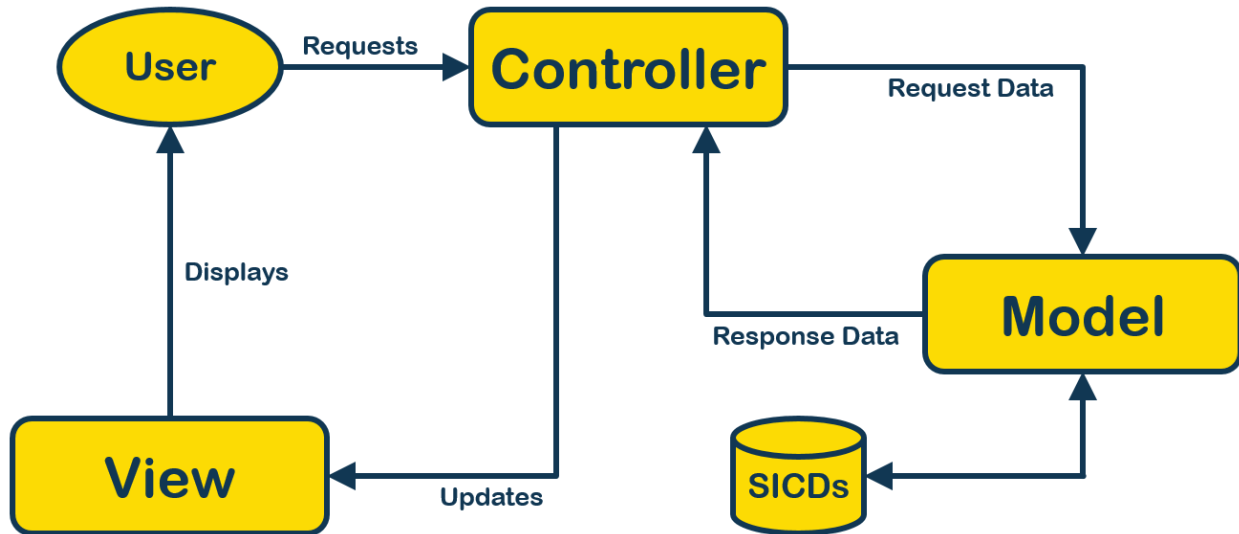 User
Requests
Controller
Request Data
Displays
Response Data
Model
View
Updates
SICDs